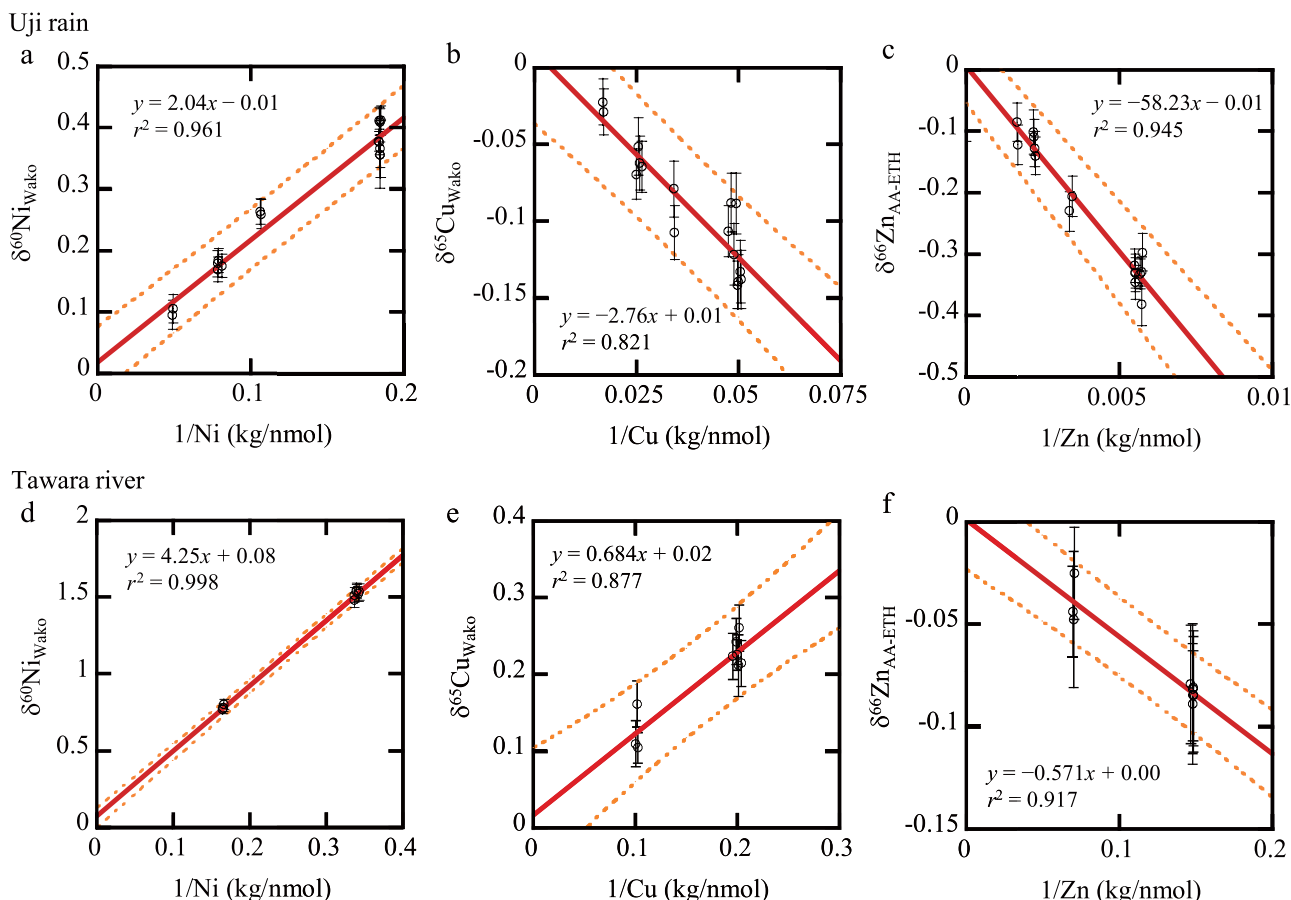 Uji rain
a
0.5
0.4
0.3
0.2
0.1
0
0
0.1
0.2
y = 2.04x − 0.01
r² = 0.961
δ⁶⁰Ni_Wako
1/Ni (kg/nmol)
b
0
-0.05
-0.1
-0.15
-0.2
0
0.025
0.05
0.075
y = −2.76x + 0.01
r² = 0.821
δ⁶⁵Cu_Wako
1/Cu (kg/nmol)
c
0
-0.1
-0.2
-0.3
-0.4
-0.5
0
0.005
0.01
y = −58.23x − 0.01
r² = 0.945
δ⁶⁶Zn_AA-ETH
1/Zn (kg/nmol)
Tawara river
d
2
1.5
1
0.5
0
0
0.1
0.2
0.3
0.4
y = 4.25x + 0.08
r² = 0.998
δ⁶⁰Ni_Wako
1/Ni (kg/nmol)
e
0.4
0.3
0.2
0.1
0
0
0.1
0.2
0.3
y = 0.684x + 0.02
r² = 0.877
δ⁶⁵Cu_Wako
1/Cu (kg/nmol)
f
0
-0.05
-0.1
-0.15
0
0.1
0.2
y = −0.571x + 0.00
r² = 0.917
δ⁶⁶Zn_AA-ETH
1/Zn (kg/nmol)